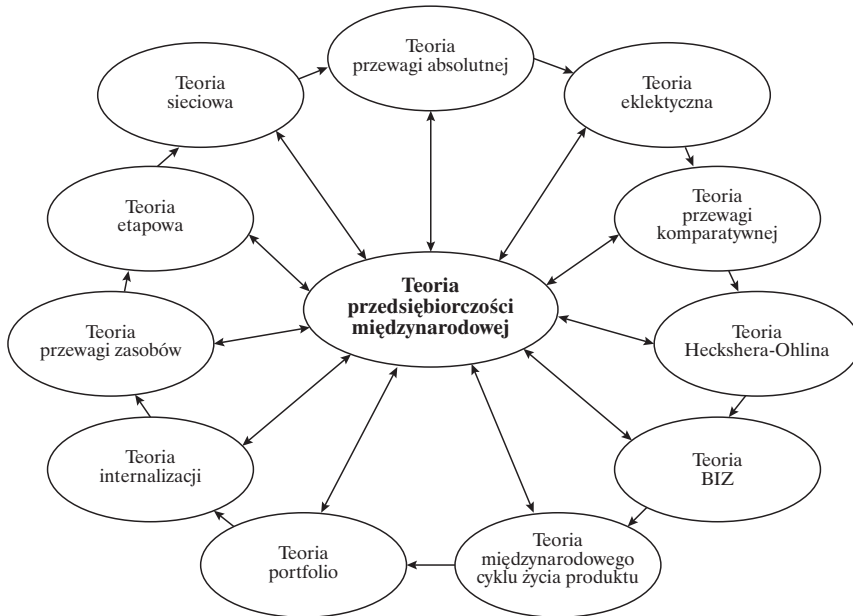 Teoria
przewagi absolutnej
Teoria
eklektyczna
Teoria
przewagi
komparatywnej
Teoria
Heckshera-Ohlina
Teoria
BIZ
Teoria
międzynarodowego
cyklu życia produktu
Teoria
portfolio
Teoria
internalizacji
Teoria
przewagi zasobów
Teoria
etapowa
Teoria
sieciowa
Teoria
przedsiębiorczości
międzynarodowej